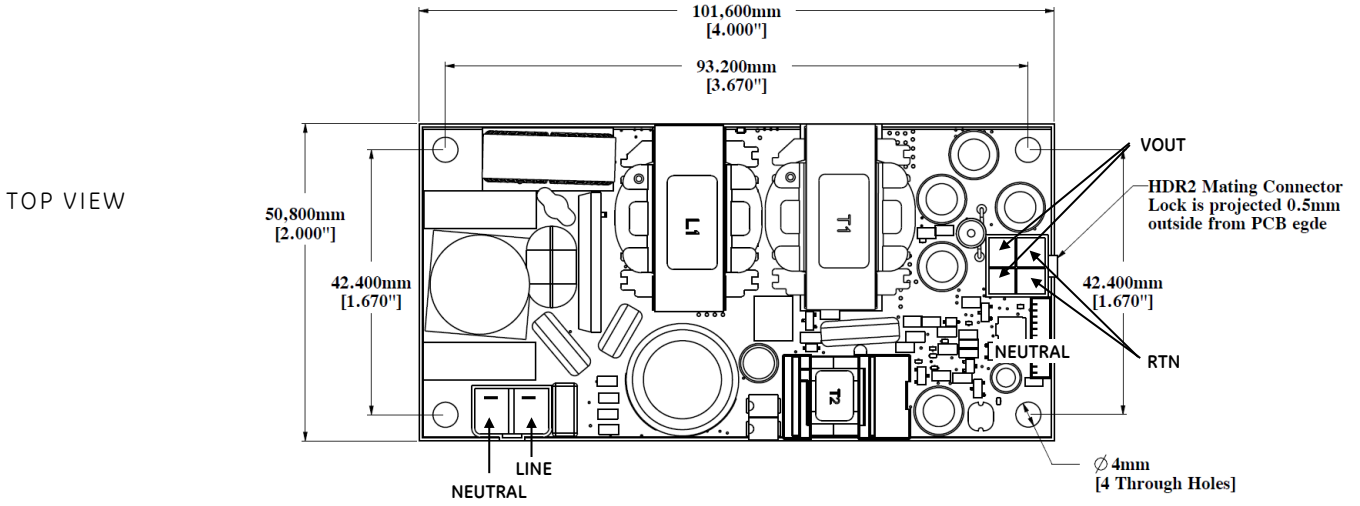 101,600mm
[4.000"]
93.200mm
[3.670"]
TOP VIEW
50,800mm
[2.000"]
42.400mm
[1.670"]
L1
T1
T2
VOUT
HDR2 Mating Connector
Lock is projected 0.5mm
outside from PCB egde
42.400mm
[1.670"]
NEUTRAL
RTN
LINE
NEUTRAL
∅ 4mm
[4 Through Holes]